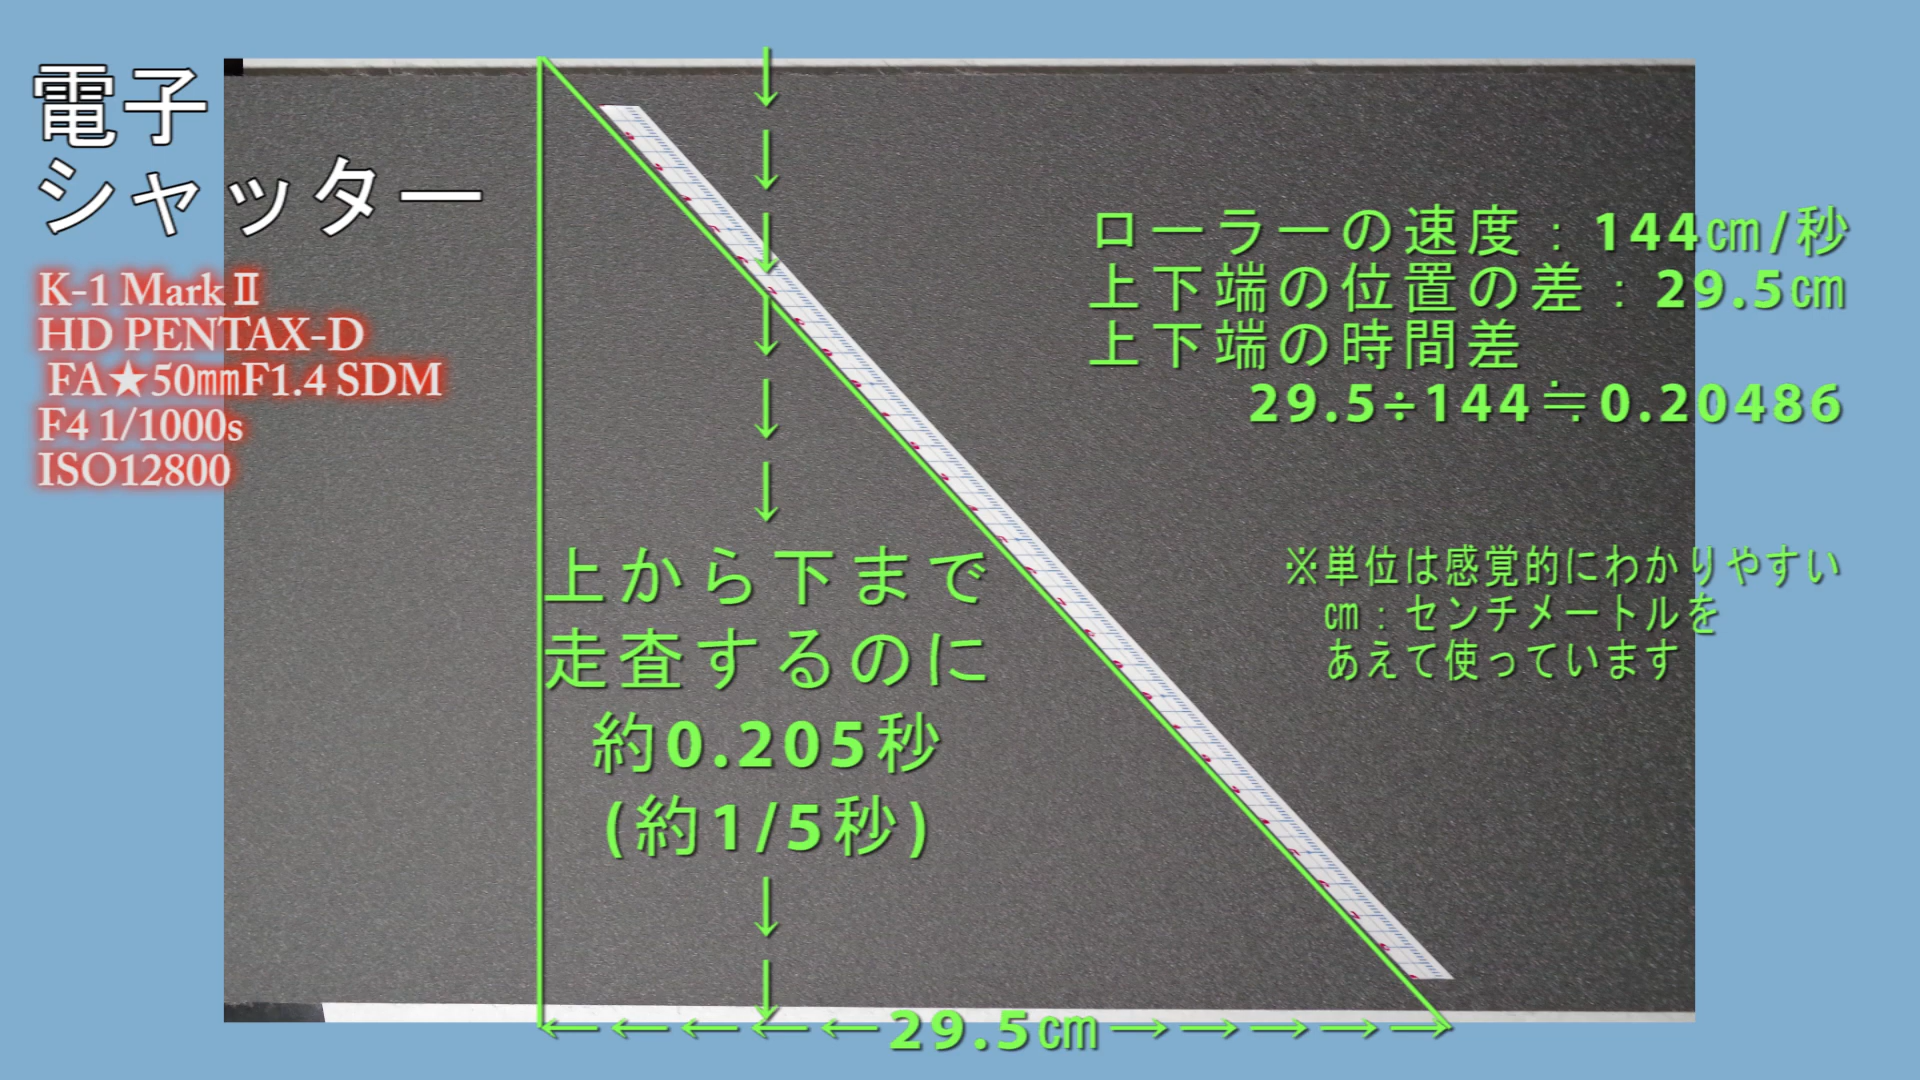 電子
シャッター
K-1 MarkⅡ
HD PENTAX-D
FA★50㎜F1.4 SDM
F4 1/1000s
ISO12800
ローラーの速度：144㎝/秒
上下端の位置の差：29.5㎝
上下端の時間差
29.5÷144≒0.20486
※単位は感覚的にわかりやすい
㎝：センチメートルを
あえて使っています
↓
↓
↓
↓
↓
↓
上から下まで
走査するのに
約0.205秒
(約1/5秒)
↓
↓
←←←←←29.5㎝→→→→→